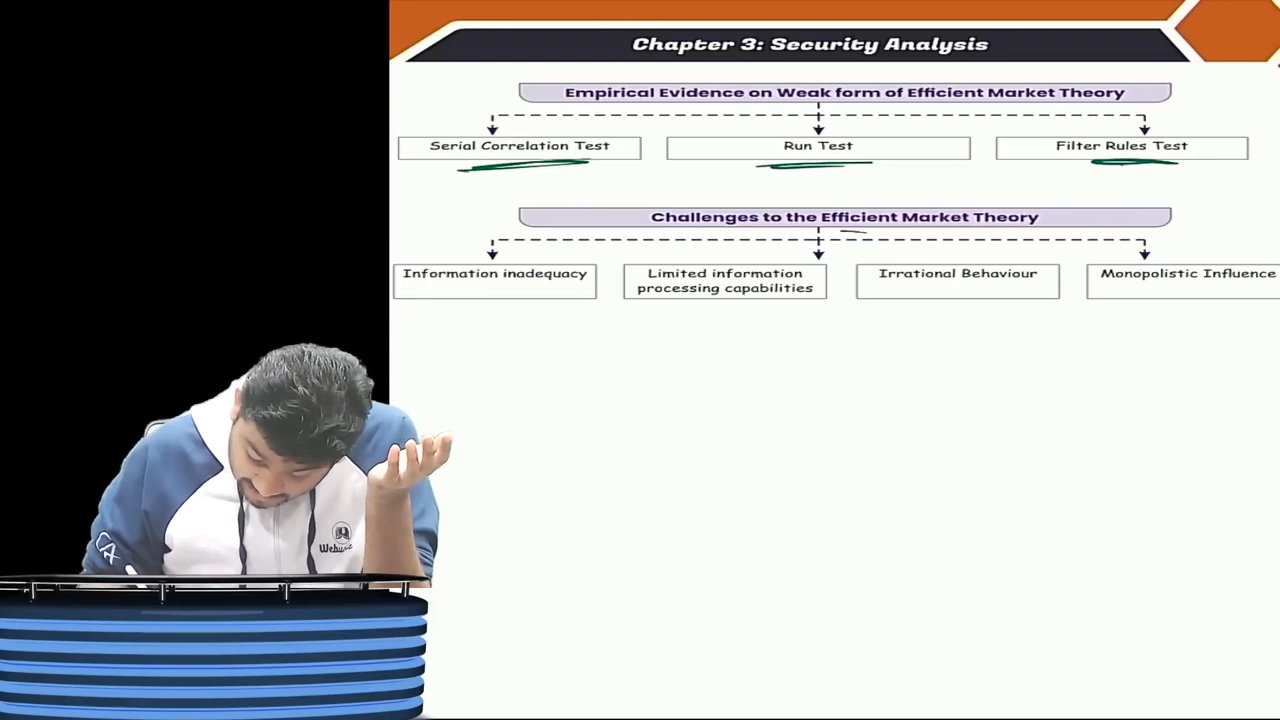 Chapter 3: Security Analysis
Empirical Evidence on Weak form of Efficient Market Theory
Serial Correlation Test
Run Test
Filter Rules Test
Challenges to the Efficient Market Theory
Information inadequacy
Limited information
processing capabilities
Irrational Behaviour
Monopolistic Influence
CA